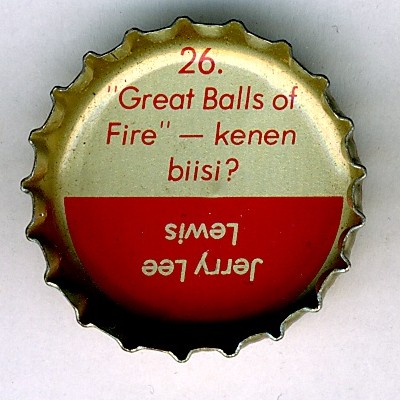 26.
"Great Balls of
Fire" — kenen
biisi?
Jerry Lee
Lewis